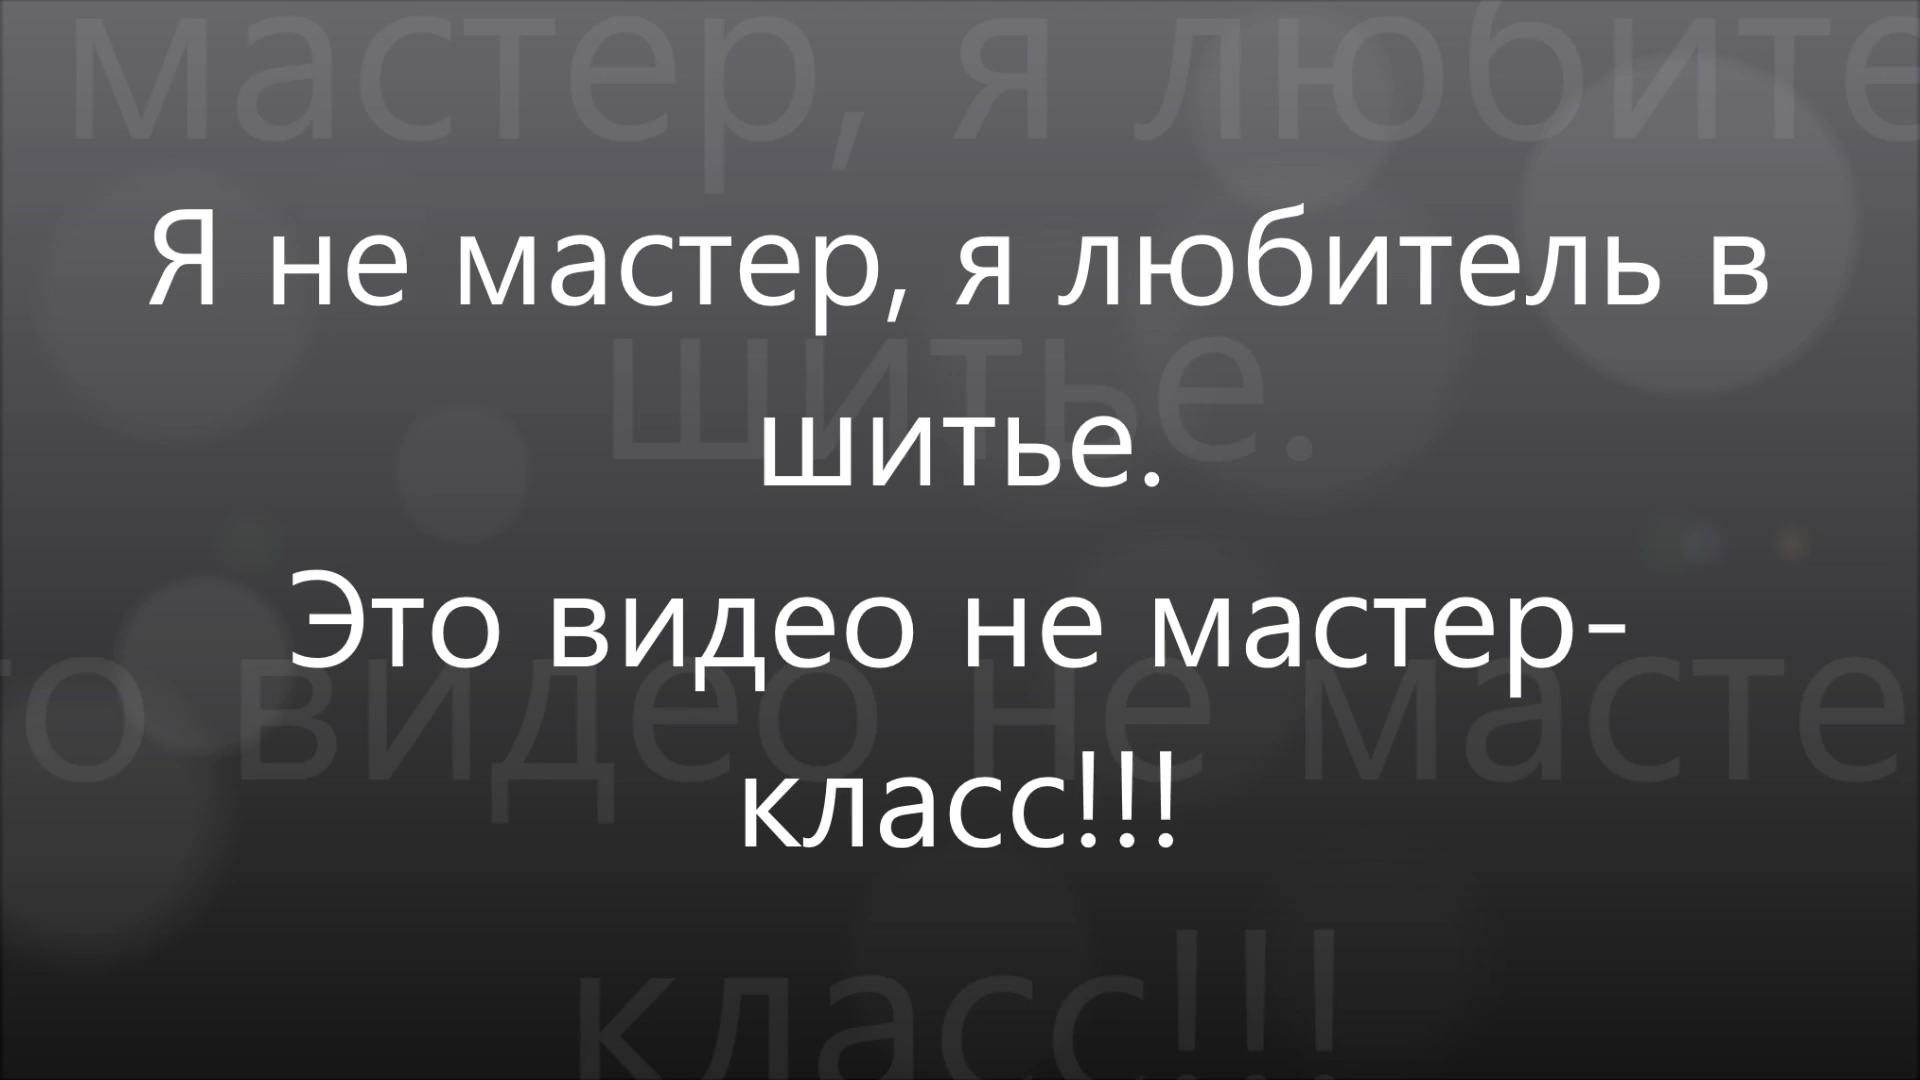 Я не мастер, я любитель в
шитье.
Это видео не мастер-
класс!!!